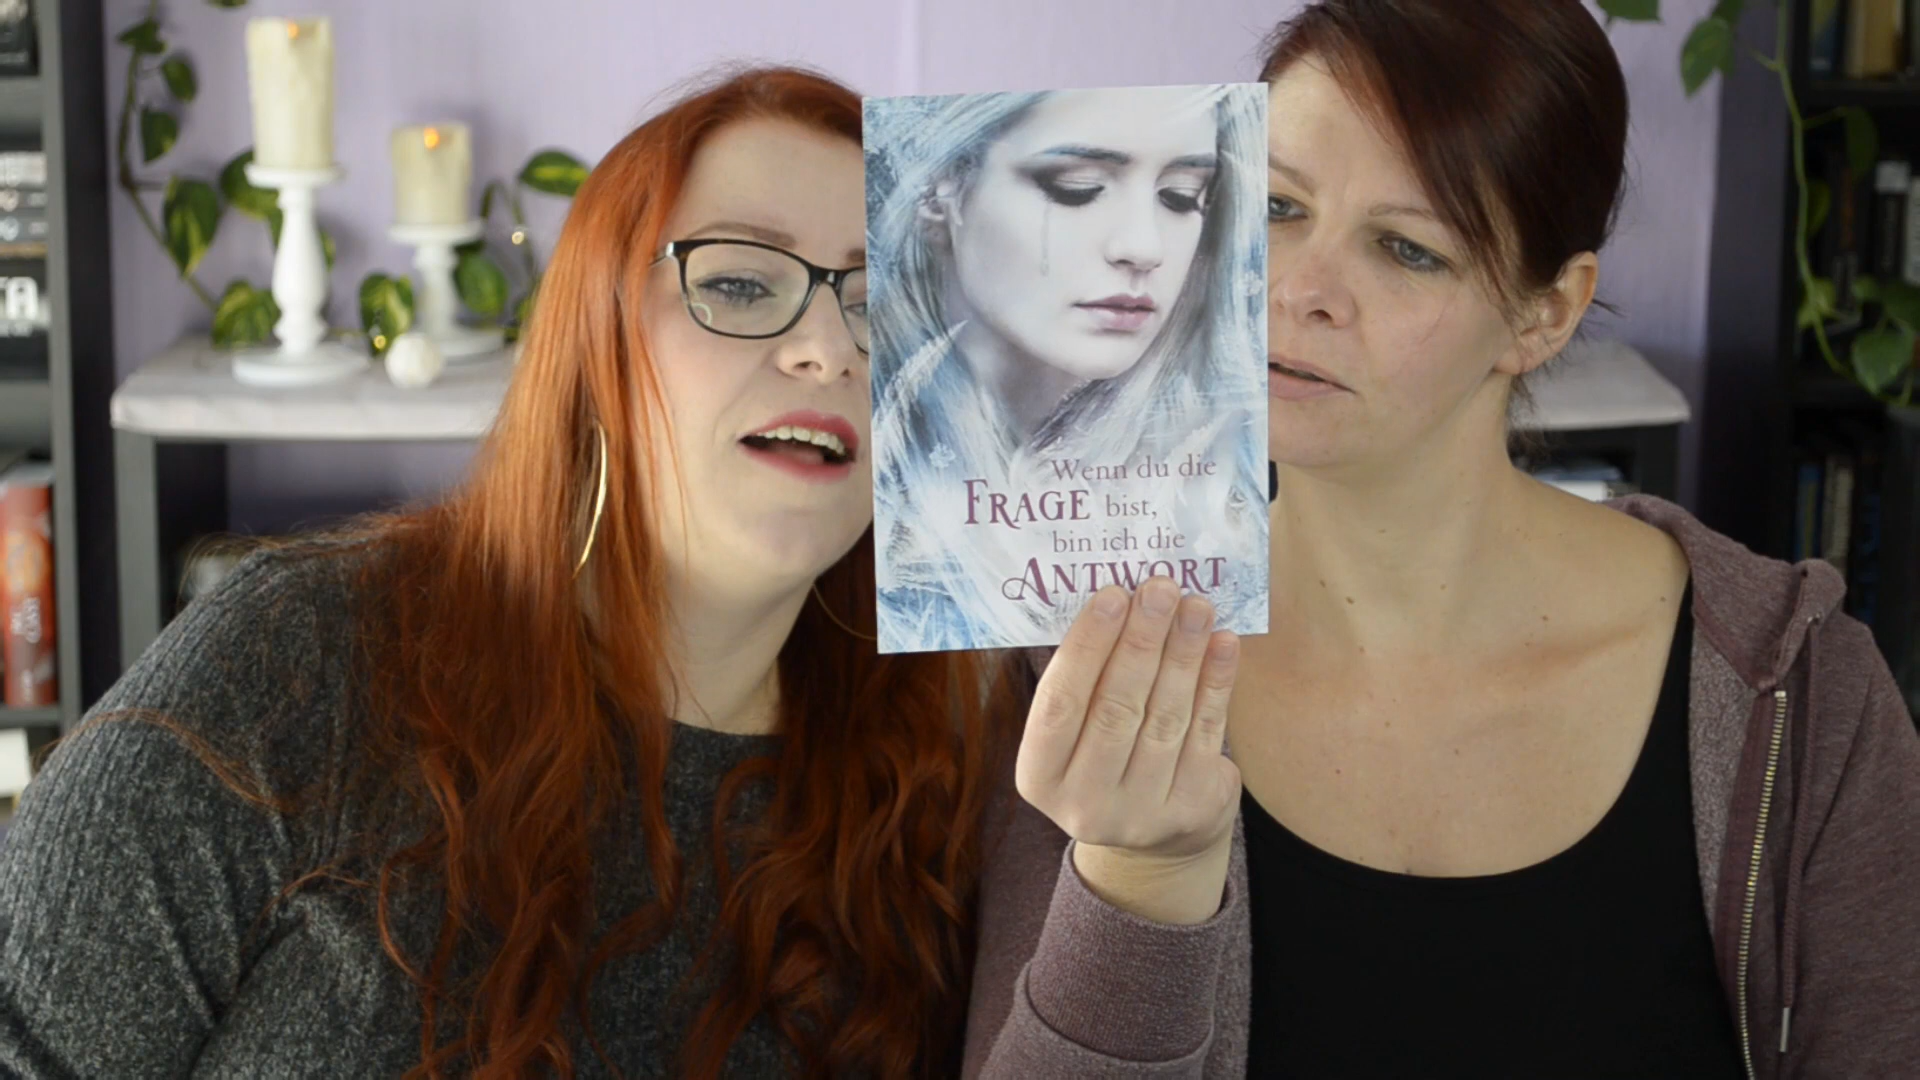 Wenn du die
FRAGE bist,
bin ich die
ANTWORT.